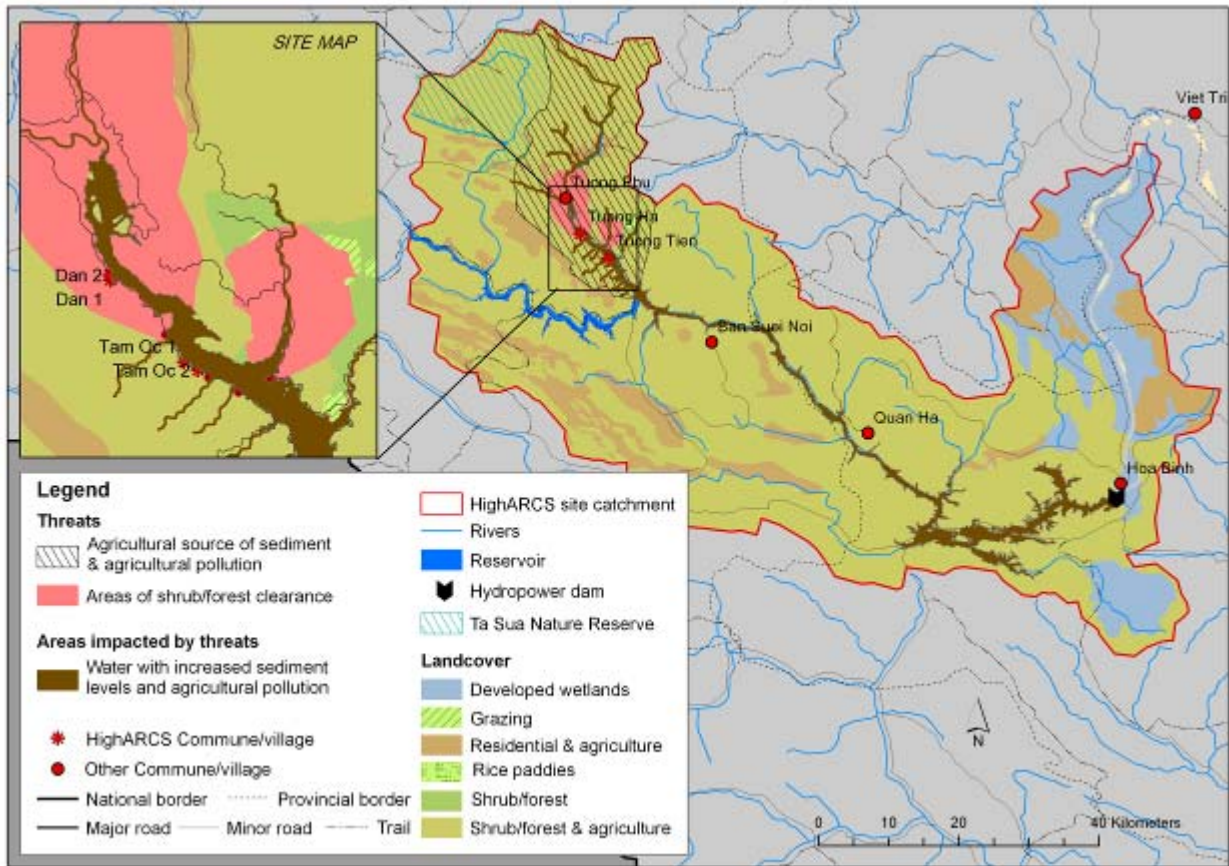 SITE MAP
Dan 2
Dan 1
Tam Oc 1
Tam Oc 2
Viet Tri
Tuong Phu
Tuong Ha
Tuong Tien
Ban Suei Noi
Quan Ha
Hoa Binh
Legend
Threats
Agricultural source of sediment
& agricultural pollution
Areas of shrub/forest clearance
Areas impacted by threats
Water with increased sediment
levels and agricultural pollution
HighARCS Commune/village
Other Commune/village
National border
Provincial border
Major road
Minor road
Trail
HighARCS site catchment
Rivers
Reservoir
Hydropower dam
Ta Sua Nature Reserve
Landcover
Developed wetlands
Grazing
Residential & agriculture
Rice paddies
Shrub/forest
Shrub/forest & agriculture
N
0 10 20 40 Kilometers